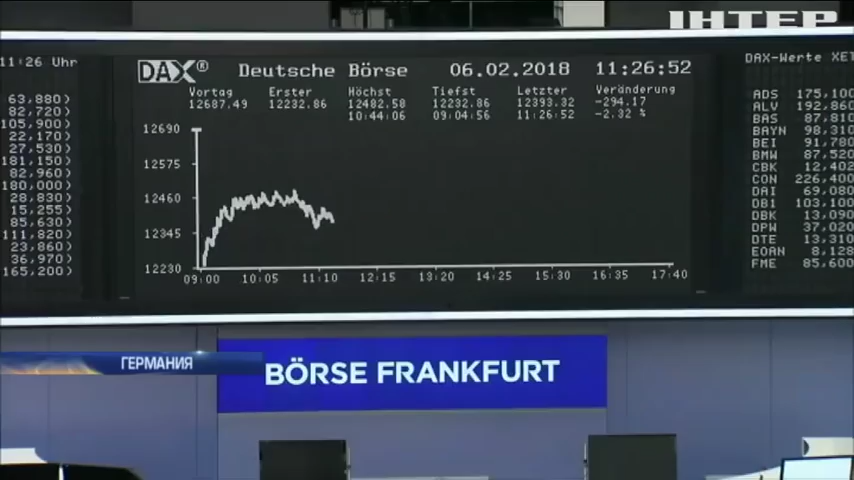 ІНТЕР
11:26 Uhr
DAX® Deutsche Börse 06.02.2018 11:26:52
DAX-Werte XET
Vortag Erster Höchst Tiefst Letzter Veränderung
12687.49 12232.86 12482.58 12232.86 12393.32 -294.17
10:44:06 09:04:56 11:26:52 -2.32 %
63,880)
82,720)
105,900)
22,170)
27,530)
181,150)
82,960)
180,000)
28,830)
15,255)
85,630)
111,820)
23,860)
36,970)
165,200)
12690
12575
12460
12345
12230
09:00 10:05 11:10 12:15 13:20 14:25 15:30 16:35 17:40
ADS 175,100
ALV 192,860
BAS 87,810
BAYN 98,310
BEI 91,780
BMW 87,520
CBK 12,402
CON 226,400
DAI 69,080
DB1 103,100
DBK 13,090
DPW 37,020
DTE 13,310
EOAN 8,128
FME 85,600
ГЕРМАНИЯ
BÖRSE FRANKFURT